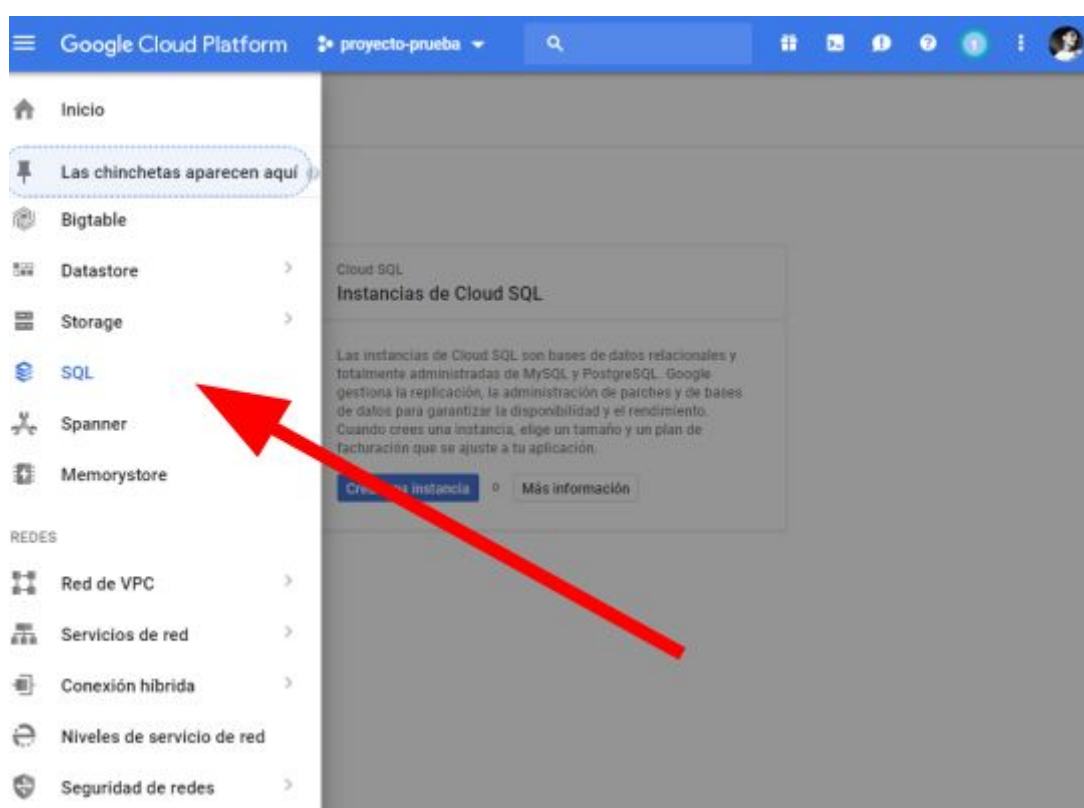 Google Cloud Platform
proyecto-prueba
1
Inicio
Las chinchetas aparecen aquí
Bigtable
Datastore
Storage
SQL
Spanner
Memorystore
REDES
Red de VPC
Servicios de red
Conexión híbrida
Niveles de servicio de red
Seguridad de redes
Cloud SQL
Instancias de Cloud SQL
Las instancias de Cloud SQL son bases de datos relacionales y
totalmente administradas de MySQL y PostgreSQL. Google
gestiona la replicación, la administración de parches y de bases
de datos para garantizar la disponibilidad y el rendimiento.
Cuando crees una instancia, elige un tamaño y un plan de
facturación que se ajuste a tu aplicación.
instancia
o
Más información